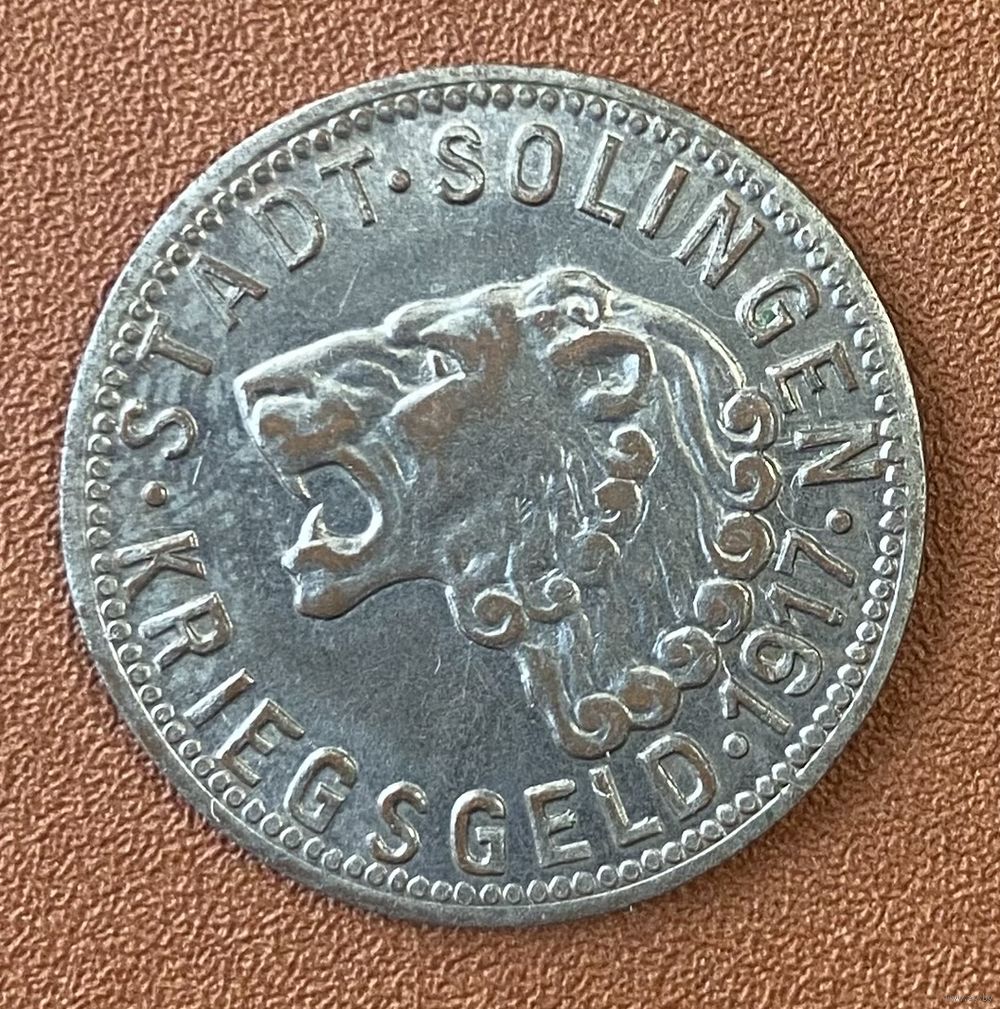 ·STADT·SOLINGEN·
1917·
KRIEGSGELD·